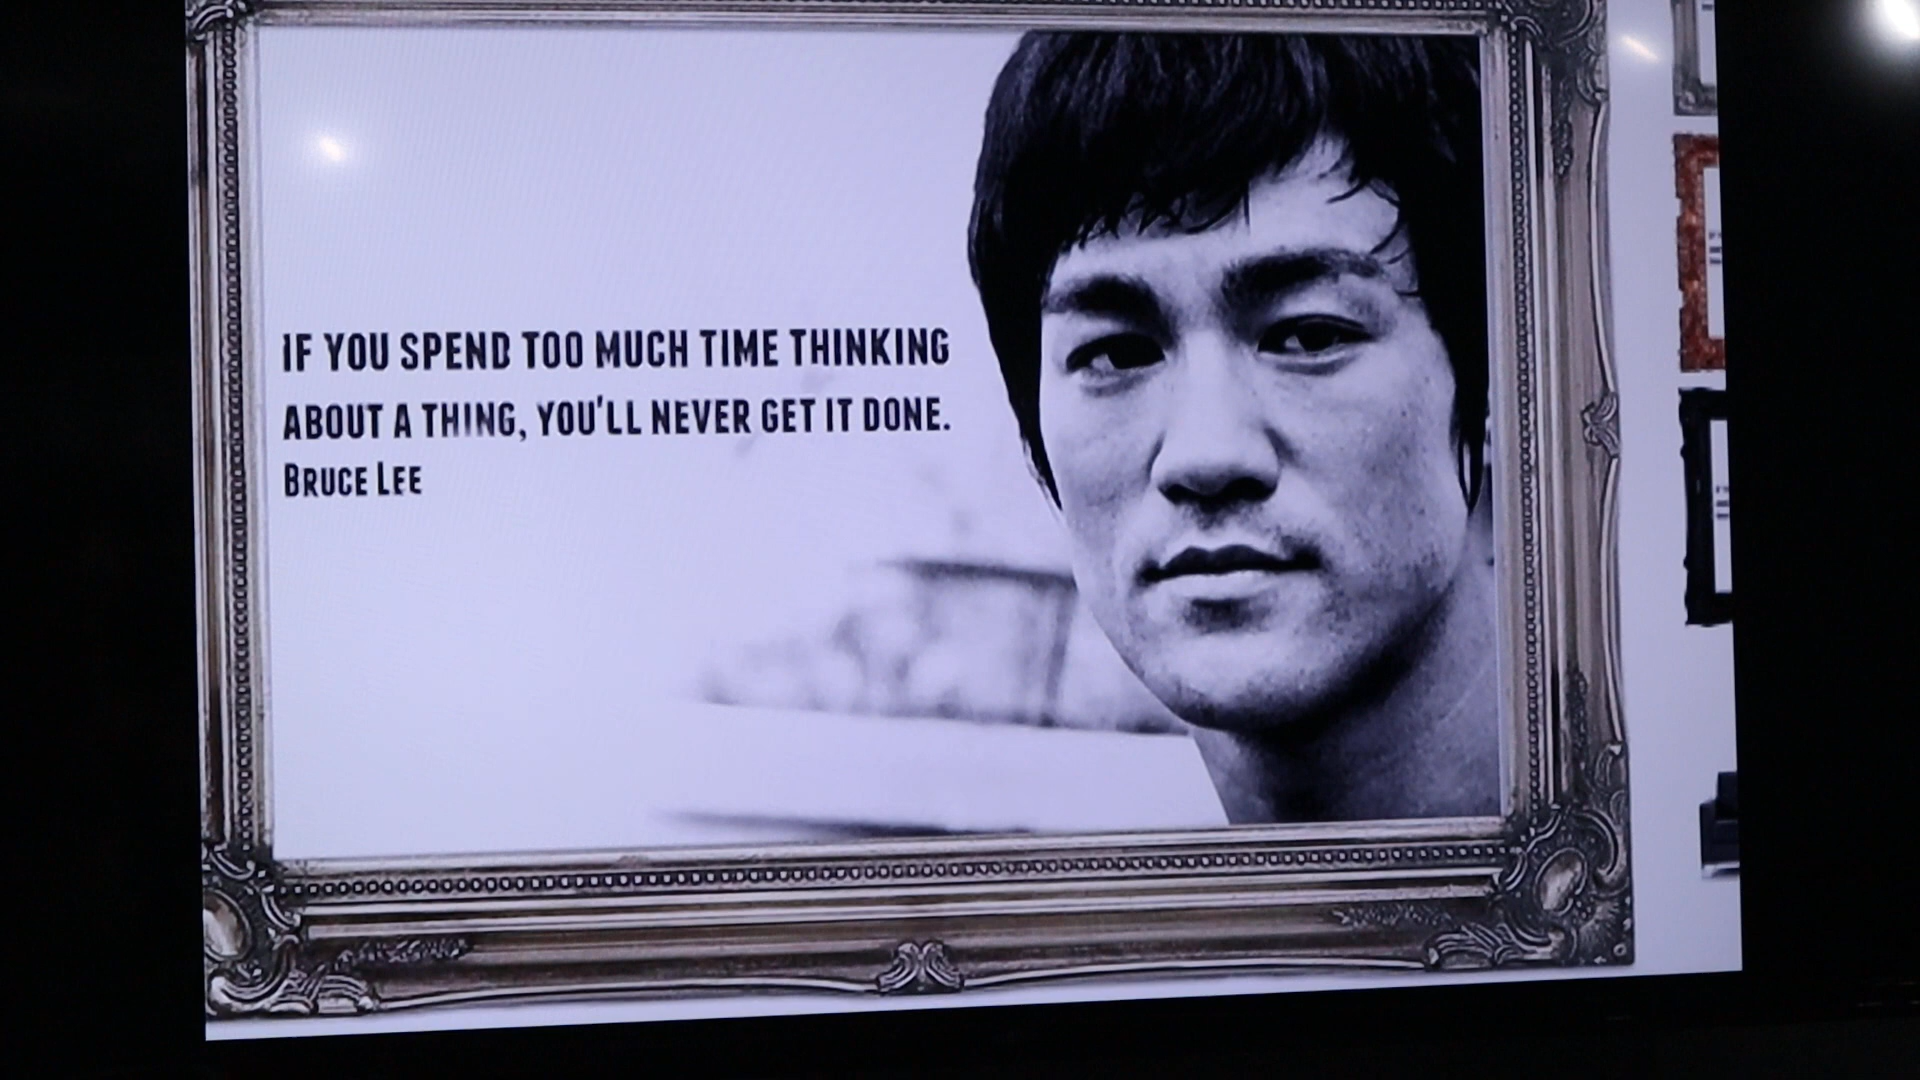 IF YOU SPEND TOO MUCH TIME THINKING
ABOUT A THING, YOU'LL NEVER GET IT DONE.
BRUCE LEE